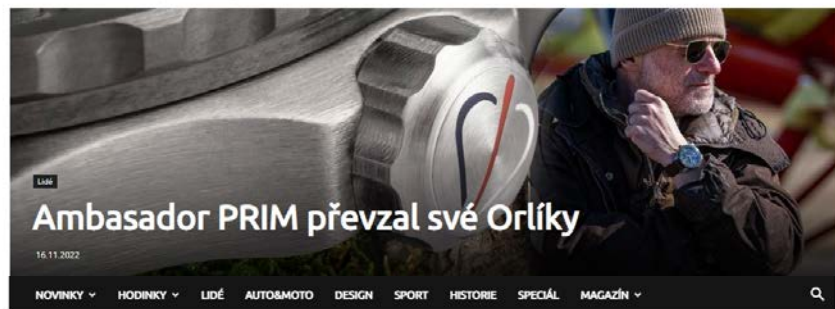 Lidé
Ambasador PRIM převzal své Orlíky
16.11.2022
NOVINKY HODINKY LIDÉ AUTO&MOTO DESIGN SPORT HISTORIE SPECIÁL MAGAZÍN